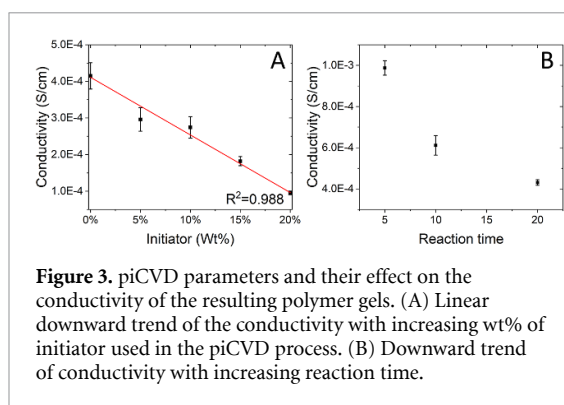 5.0E-4
4.0E-4
3.0E-4
2.0E-4
1.0E-4
Conductivity (S/cm)
A
R²=0.988
0% 5% 10% 15% 20%
Initiator (Wt%)
1.0E-3
8.0E-4
6.0E-4
4.0E-4
Conductivity (S/cm)
B
5 10 15 20
Reaction time
Figure 3. piCVD parameters and their effect on the
conductivity of the resulting polymer gels. (A) Linear
downward trend of the conductivity with increasing wt% of
initiator used in the piCVD process. (B) Downward trend
of conductivity with increasing reaction time.